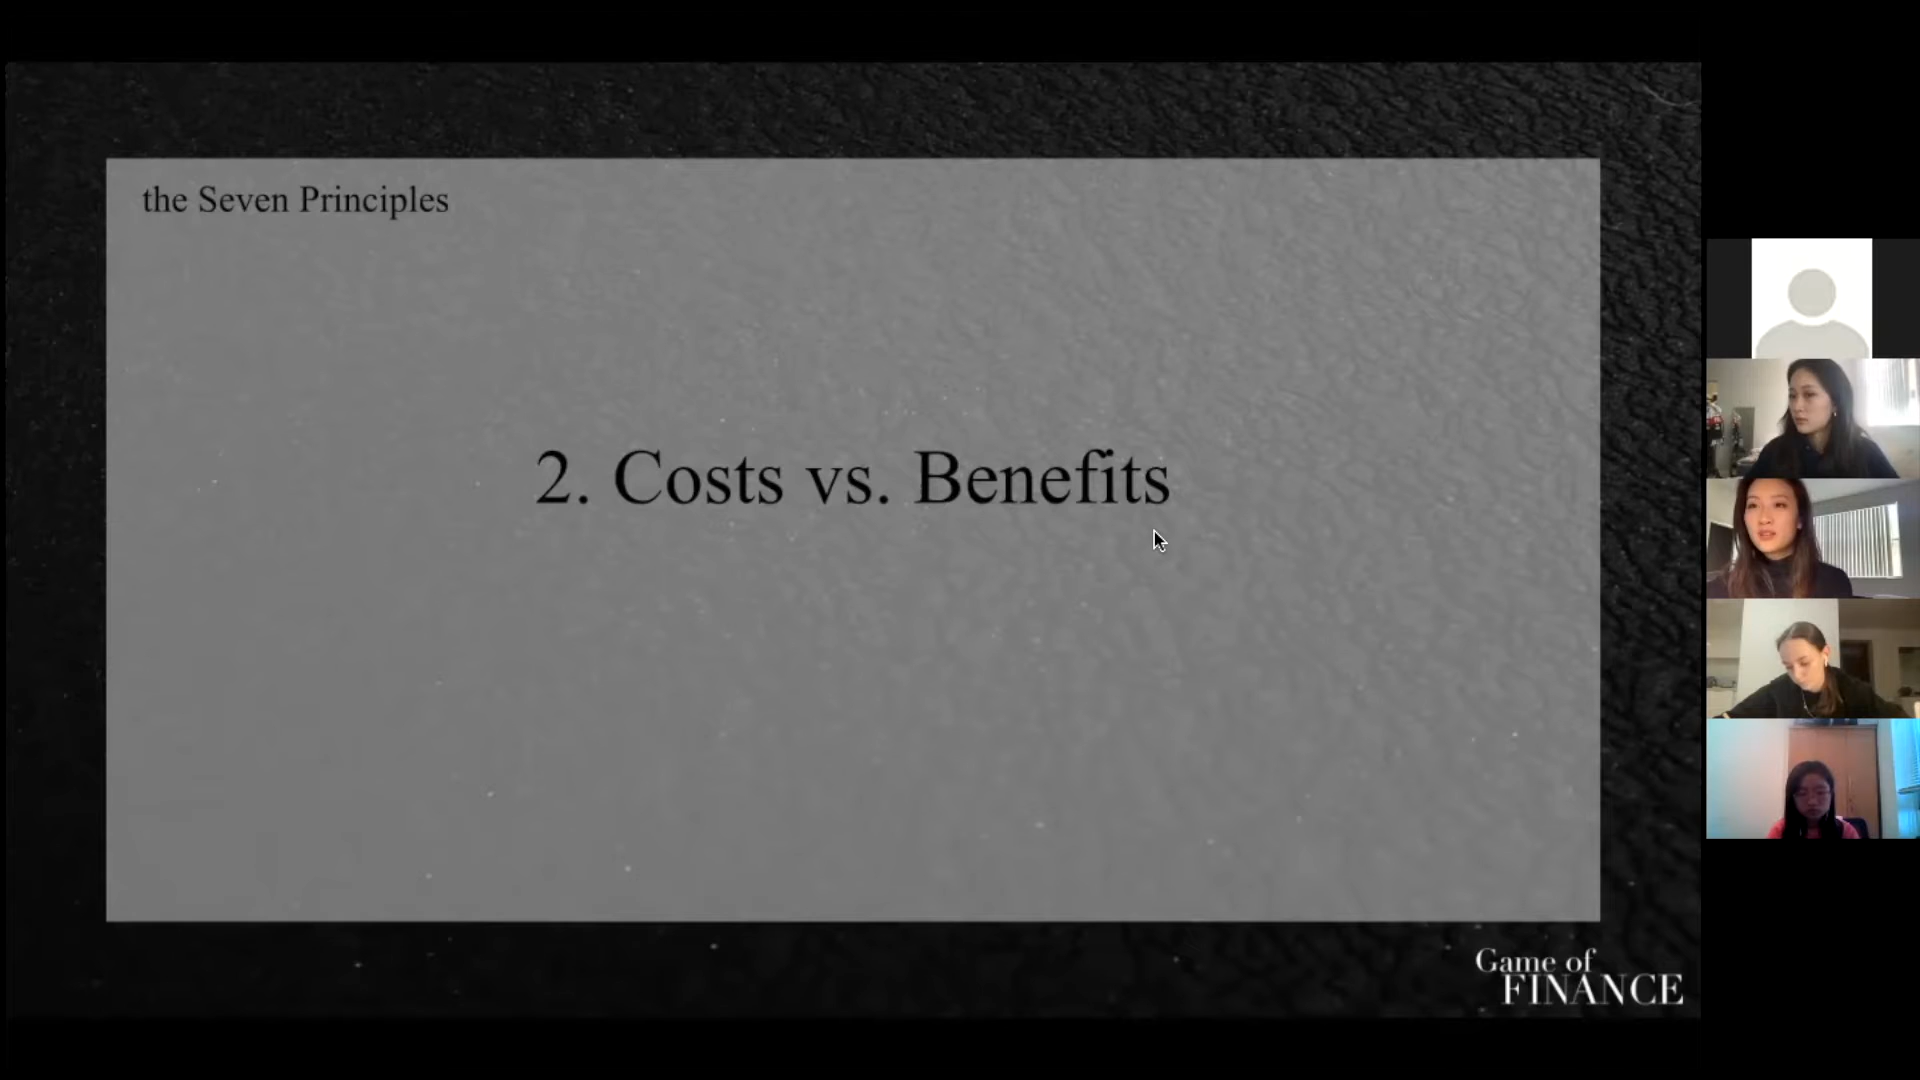 the Seven Principles
2. Costs vs. Benefits
Game of
FINANCE